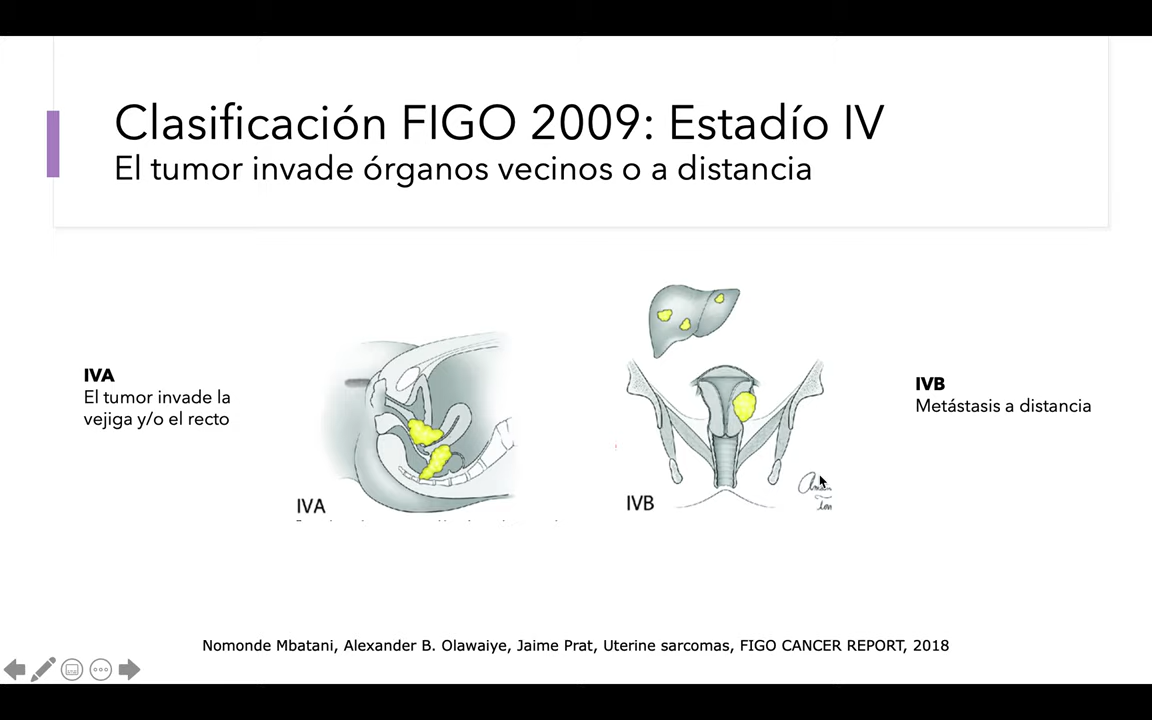 Clasificación FIGO 2009: Estadío IV
El tumor invade órganos vecinos o a distancia
IVA
El tumor invade la
vejiga y/o el recto
IVA
IVB
IVB
Metástasis a distancia
Nomonde Mbatani, Alexander B. Olawaiye, Jaime Prat, Uterine sarcomas, FIGO CANCER REPORT, 2018